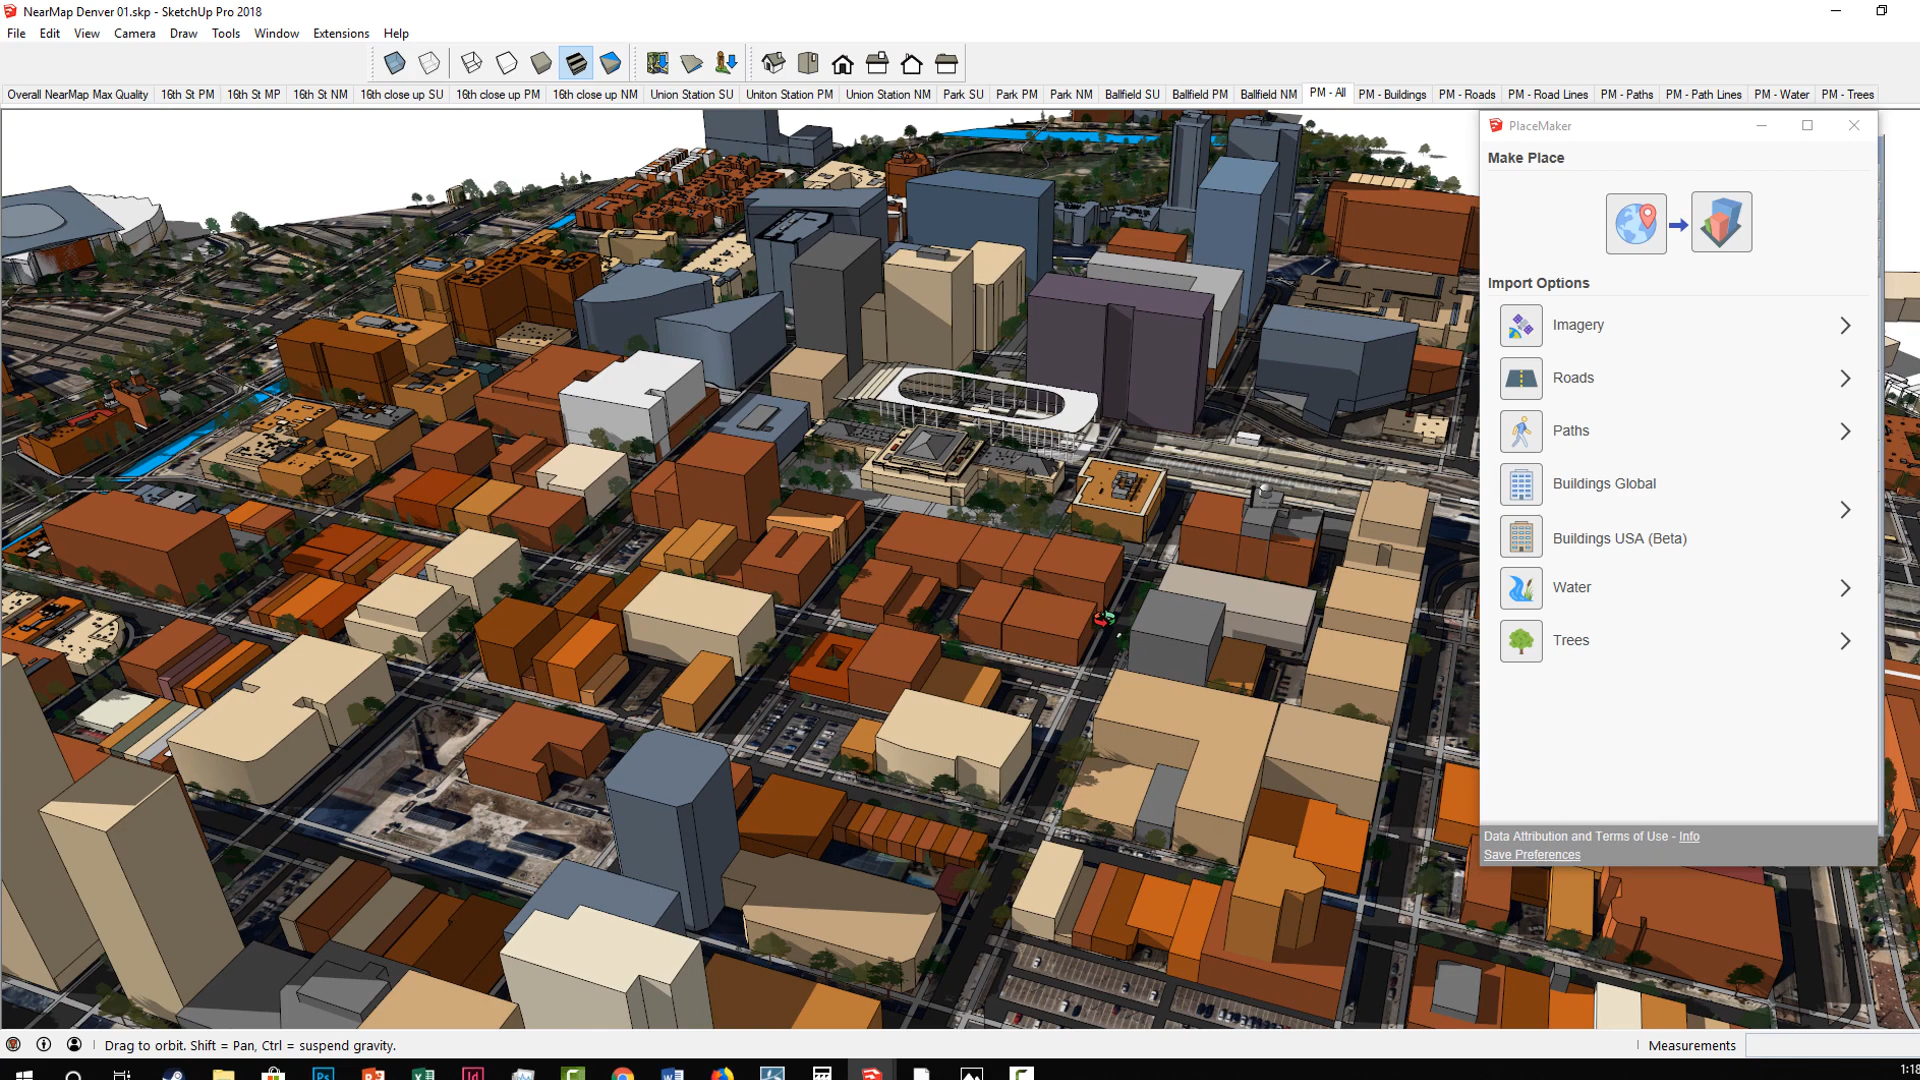 NearMap Denver 01.skp - SketchUp Pro 2018
File Edit View Camera Draw Tools Window Extensions Help
Overall NearMap Max Quality 16th St PM 16th St MP 16th St NM 16th close up SU 16th close up PM 16th close up NM Union Station SU Uniton Station PM Union Station NM Park SU Park PM Park NM Ballfield SU Ballfield PM Ballfield NM PM - All PM - Buildings PM - Roads PM - Road Lines PM - Paths PM - Path Lines PM - Water PM - Trees
PlaceMaker
Make Place
Import Options
Imagery
Roads
Paths
Buildings Global
Buildings USA (Beta)
Water
Trees
Data Attribution and Terms of Use - Info
Save Preferences
Drag to orbit. Shift = Pan, Ctrl = suspend gravity.
Measurements
Ps
Id
1:18